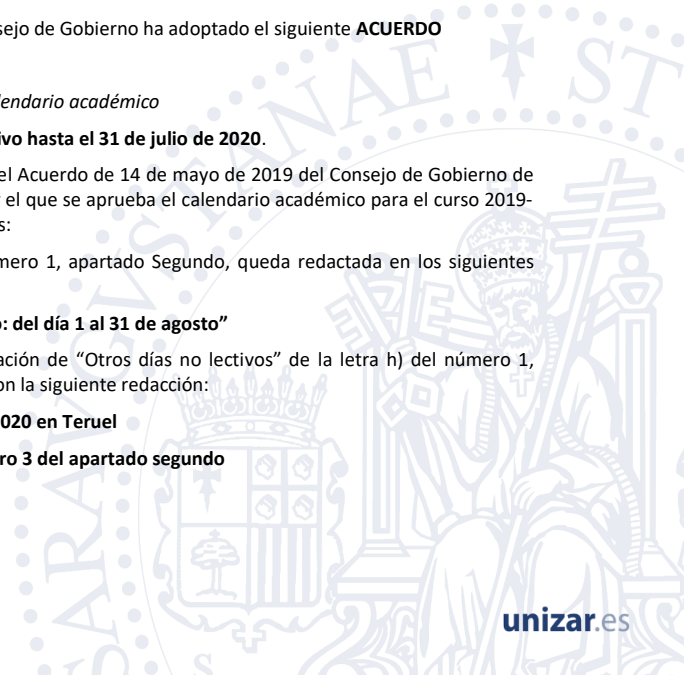 sejo de Gobierno ha adoptado el siguiente ACUERDO
lendario académico
ivo hasta el 31 de julio de 2020.
el Acuerdo de 14 de mayo de 2019 del Consejo de Gobierno de
el que se aprueba el calendario académico para el curso 2019-
s:
mero 1, apartado Segundo, queda redactada en los siguientes
: del día 1 al 31 de agosto”
ación de “Otros días no lectivos” de la letra h) del número 1,
on la siguiente redacción:
2020 en Teruel
ro 3 del apartado segundo
unizar.es